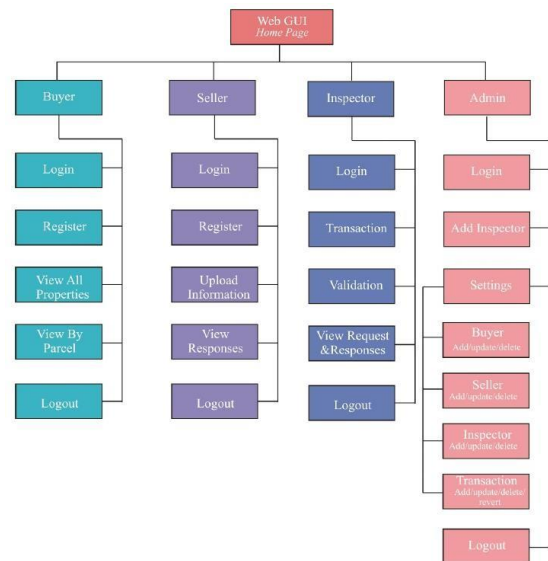 Web GUI
Home Page
Buyer
Seller
Inspector
Admin
Login
Login
Login
Login
Register
Register
Transaction
Add Inspector
View All
Properties
Upload
Information
Validation
Settings
View By
Parcel
View
Responses
View Request
&Responses
Buyer
Add/update/delete
Logout
Logout
Logout
Seller
Add/update/delete
Inspector
Add/update/delete
Transaction
Add/update/delete/
revert
Logout